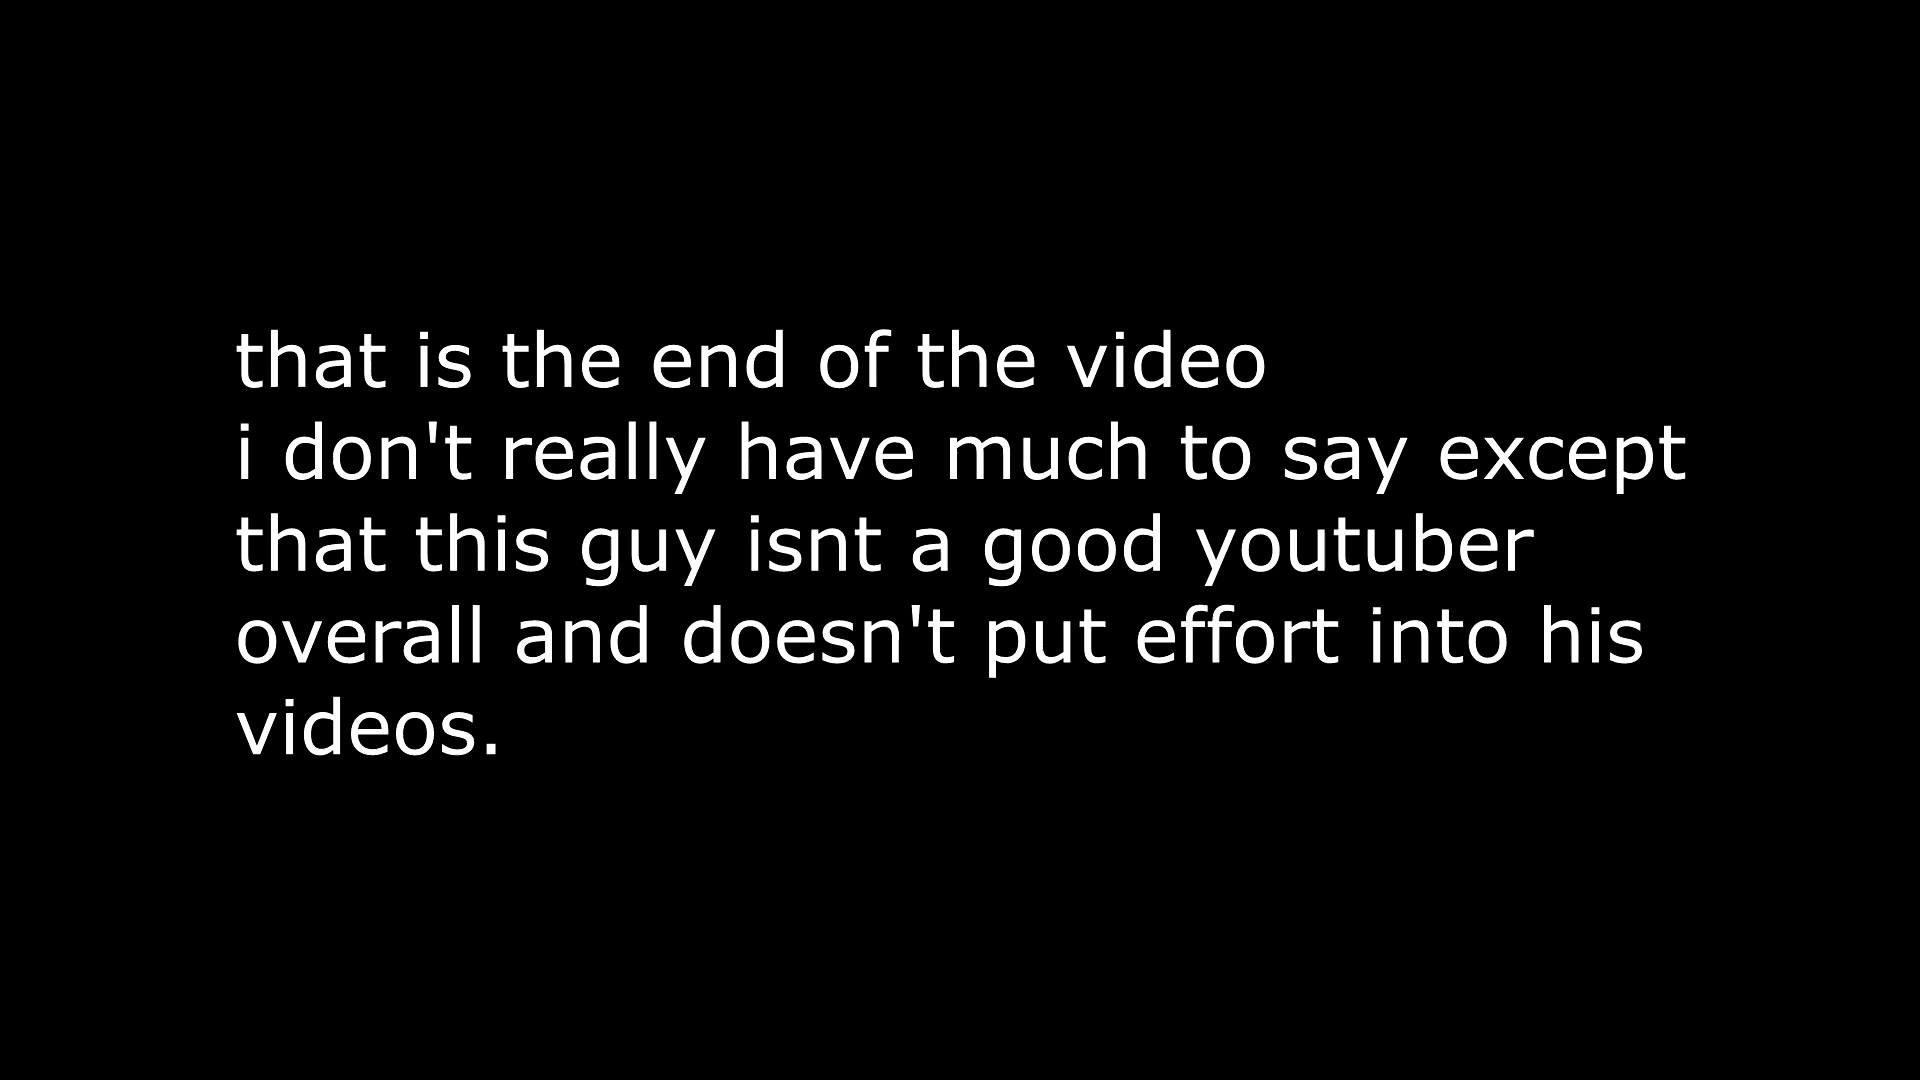 that is the end of the video
i don't really have much to say except
that this guy isnt a good youtuber
overall and doesn't put effort into his
videos.